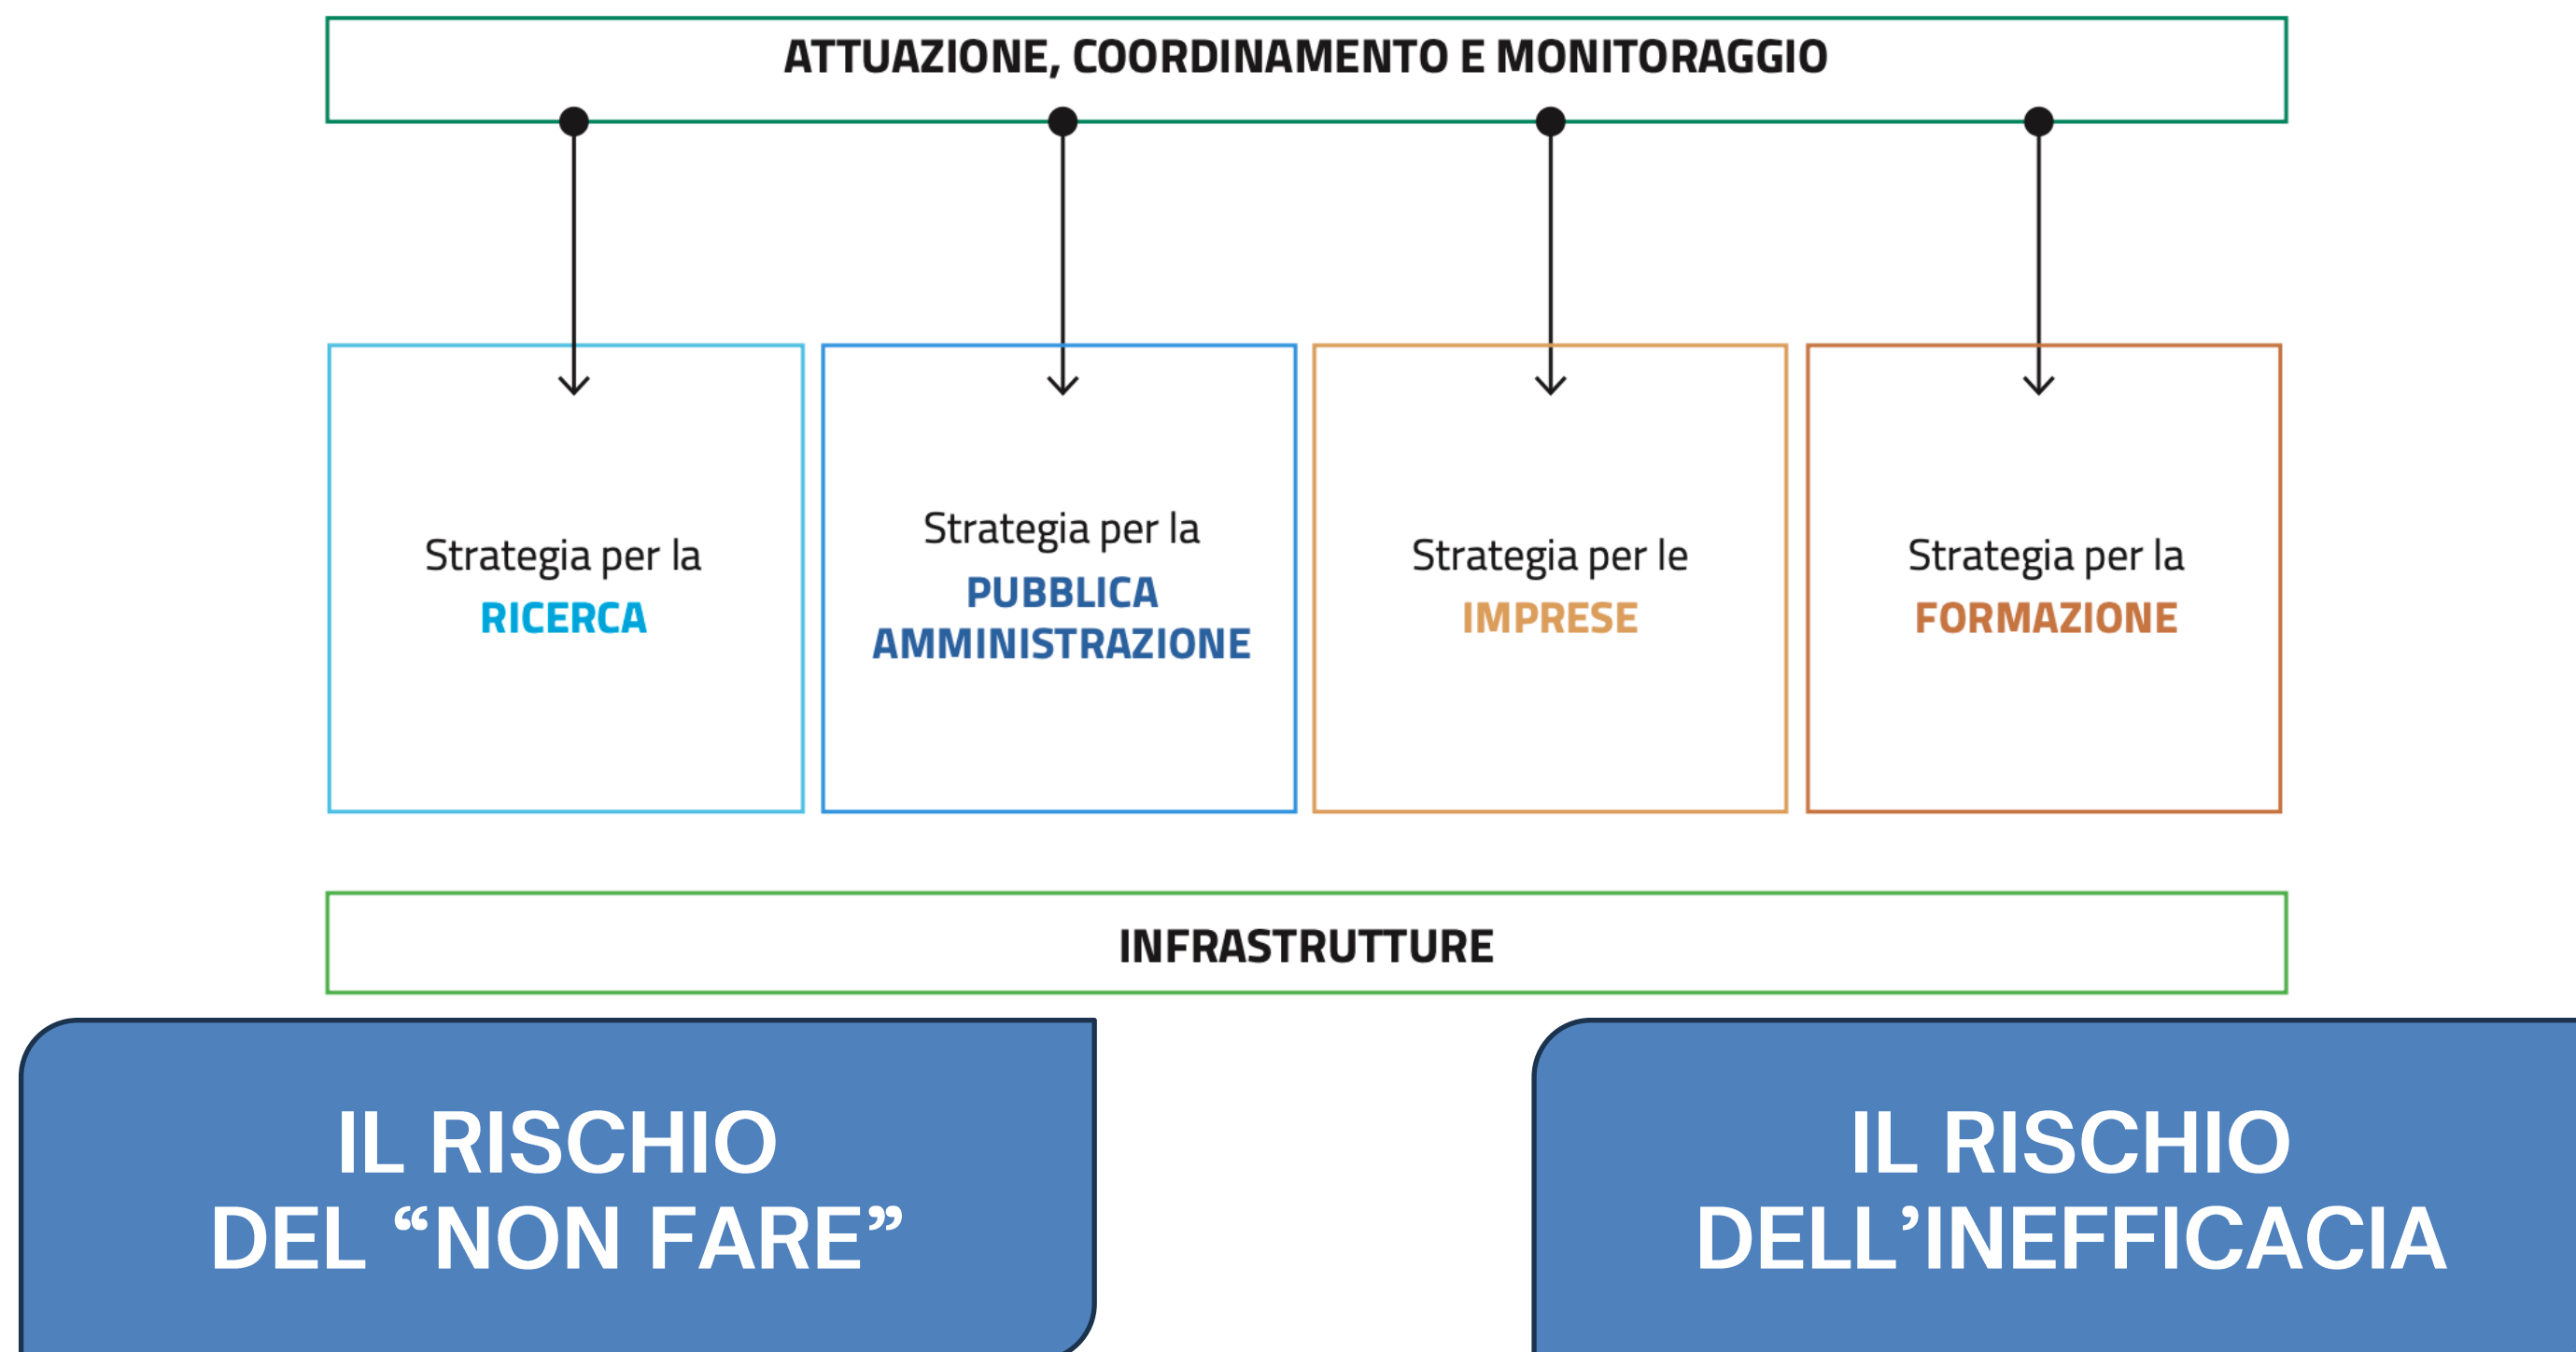 ATTUAZIONE, COORDINAMENTO E MONITORAGGIO
Strategia per la
RICERCA
Strategia per la
PUBBLICA
AMMINISTRAZIONE
Strategia per le
IMPRESE
Strategia per la
FORMAZIONE
INFRASTRUTTURE
IL RISCHIO
DEL “NON FARE”
IL RISCHIO
DELL’INEFFICACIA